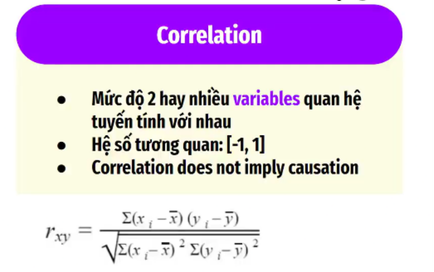 Correlation
● Mức độ 2 hay nhiều variables quan hệ
tuyến tính với nhau
● Hệ số tương quan: [-1, 1]
● Correlation does not imply causation
r_xy = Σ(x_i − x̅)(y_i − y̅) / √(Σ(x_i − x̅)² Σ(y_i − y̅)²)